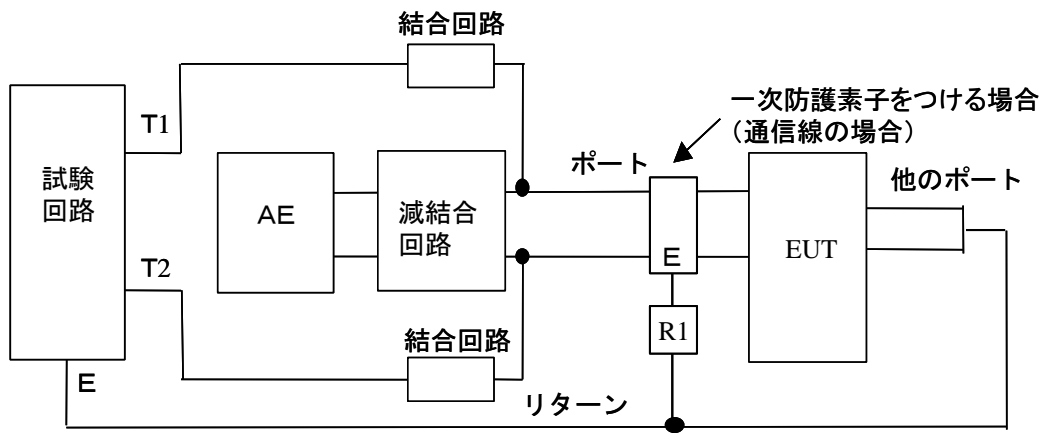 結合回路
一次防護素子をつける場合
（通信線の場合）
T1
ポート
他のポート
試験
回路
AE
減結合
回路
E
EUT
T2
R1
結合回路
E
リターン